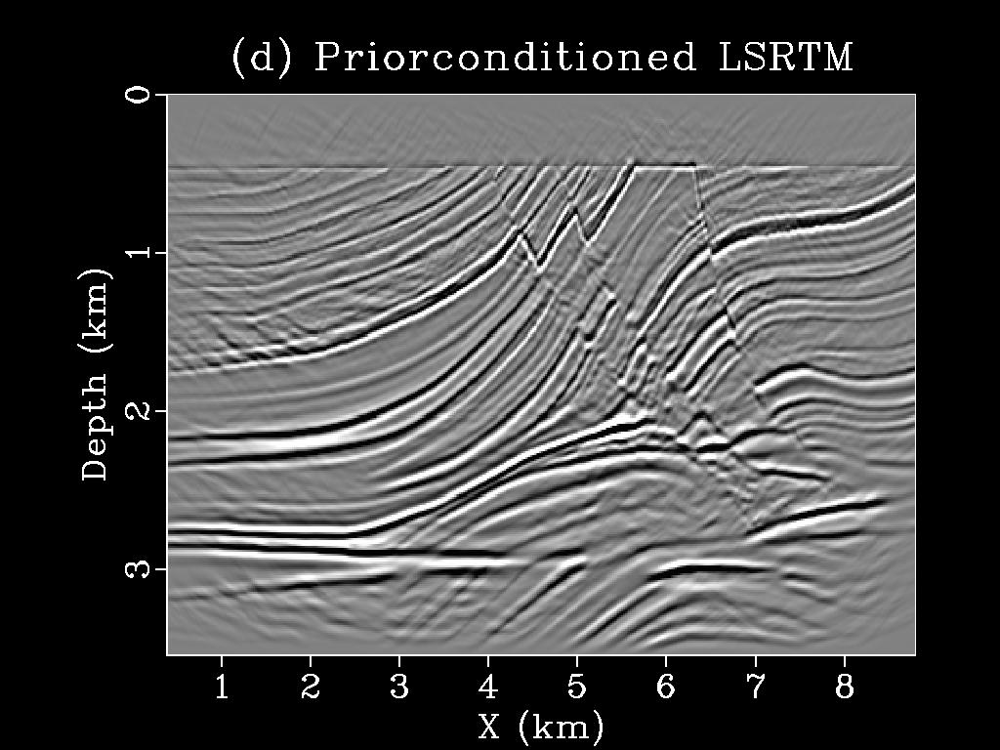 (d) Priorconditioned LSRTM
0
1
2
3
Depth (km)
1 2 3 4 5 6 7 8
X (km)